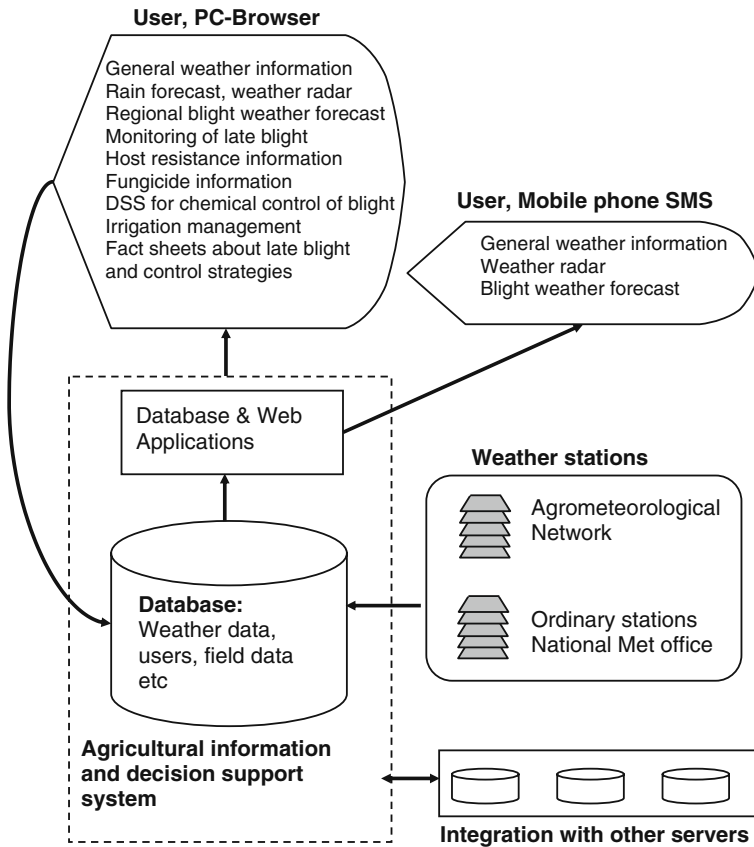 User, PC-Browser
General weather information
Rain forecast, weather radar
Regional blight weather forecast
Monitoring of late blight
Host resistance information
Fungicide information
DSS for chemical control of blight
Irrigation management
Fact sheets about late blight
and control strategies
User, Mobile phone SMS
General weather information
Weather radar
Blight weather forecast
Database & Web
Applications
Weather stations
Agrometeorological
Network
Ordinary stations
National Met office
Database:
Weather data,
users, field data
etc
Agricultural information
and decision support
system
Integration with other servers